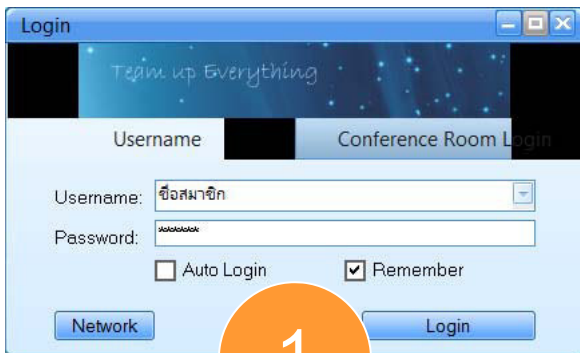 Login
Team up Everything
Username
Conference Room Login
Username: ชื่อสมาชิก
Password: *******
Auto Login
Remember
Network
Login
1